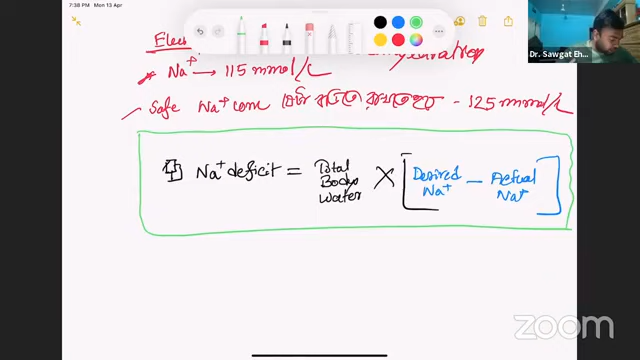 7:38 PM Mon 13 Apr
Elec
Na+ → 115 mmol/L
Safe Na+ conc - 125 mmol/L
Na+ deficit = Total Body Water × [Desired Na+ - Actual Na+]
Dr. Sawgat Eh...
zoom